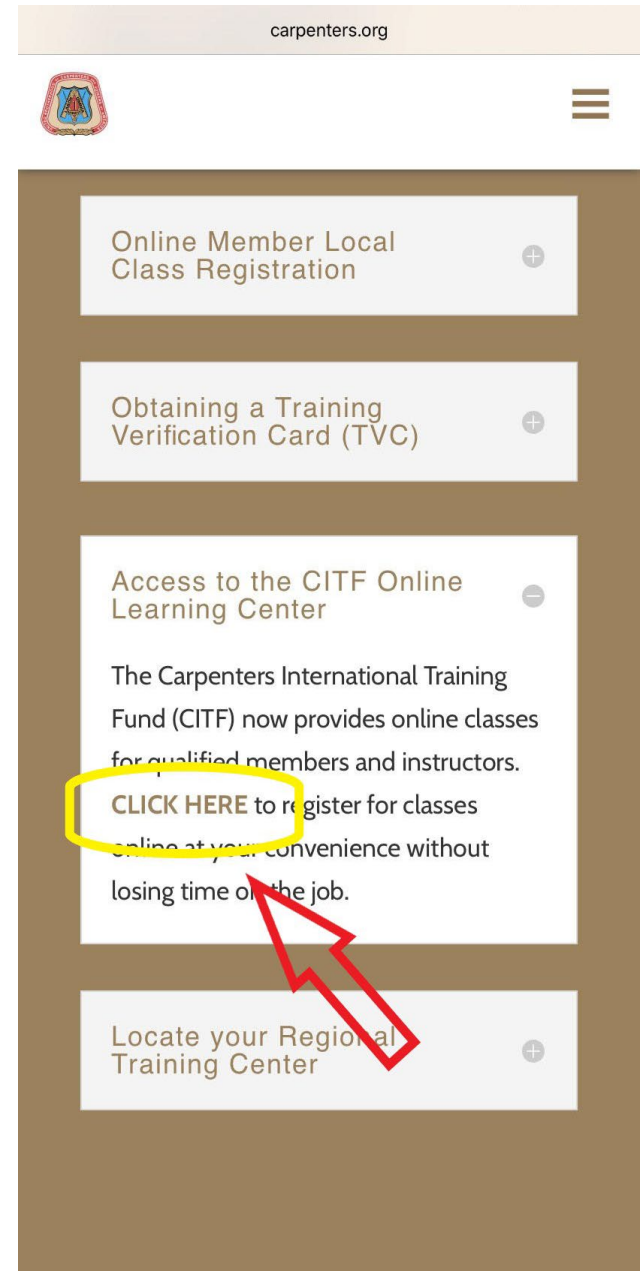 carpenters.org
Online Member Local
Class Registration
Obtaining a Training
Verification Card (TVC)
Access to the CITF Online
Learning Center
The Carpenters International Training
Fund (CITF) now provides online classes
for qualified members and instructors.
CLICK HERE to register for classes
online at your convenience without
losing time on the job.
Locate your Regional
Training Center